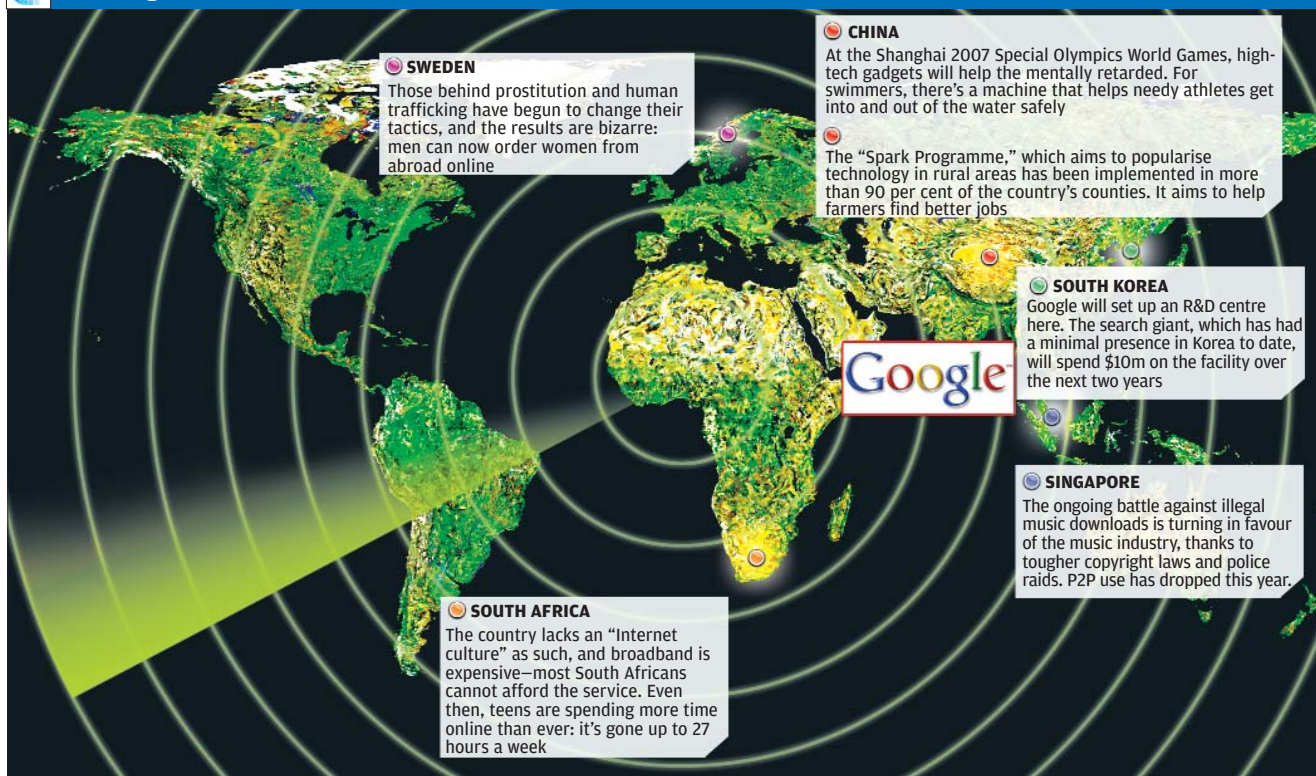 SWEDEN
Those behind prostitution and human
trafficking have begun to change their
tactics, and the results are bizarre:
men can now order women from
abroad online
CHINA
At the Shanghai 2007 Special Olympics World Games, high-
tech gadgets will help the mentally retarded. For
swimmers, there's a machine that helps needy athletes get
into and out of the water safely
The “Spark Programme,” which aims to popularise
technology in rural areas has been implemented in more
than 90 per cent of the country's counties. It aims to help
farmers find better jobs
SOUTH KOREA
Google will set up an R&D centre
here. The search giant, which has had
a minimal presence in Korea to date,
will spend $10m on the facility over
the next two years
Google™
SINGAPORE
The ongoing battle against illegal
music downloads is turning in favour
of the music industry, thanks to
tougher copyright laws and police
raids. P2P use has dropped this year.
SOUTH AFRICA
The country lacks an “Internet
culture” as such, and broadband is
expensive—most South Africans
cannot afford the service. Even
then, teens are spending more time
online than ever: it's gone up to 27
hours a week